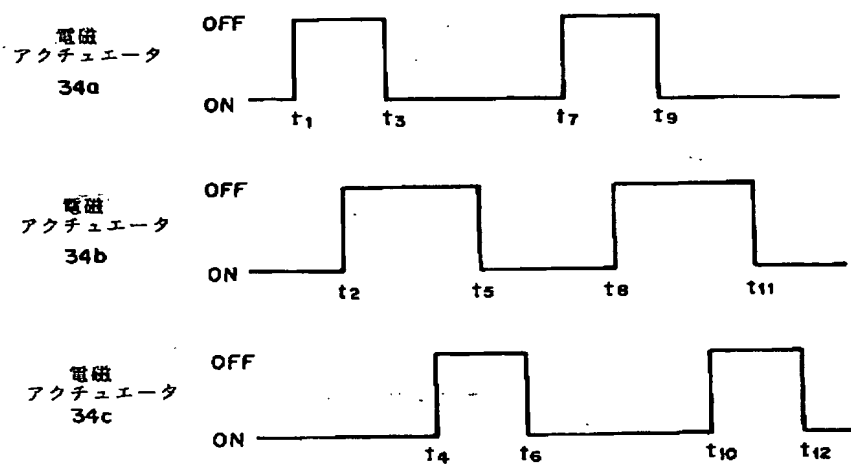 電磁
アクチュエータ
34a
OFF
ON
t1 t3 t7 t9
電磁
アクチュエータ
34b
OFF
ON
t2 t5 t8 t11
電磁
アクチュエータ
34c
OFF
ON
t4 t6 t10 t12